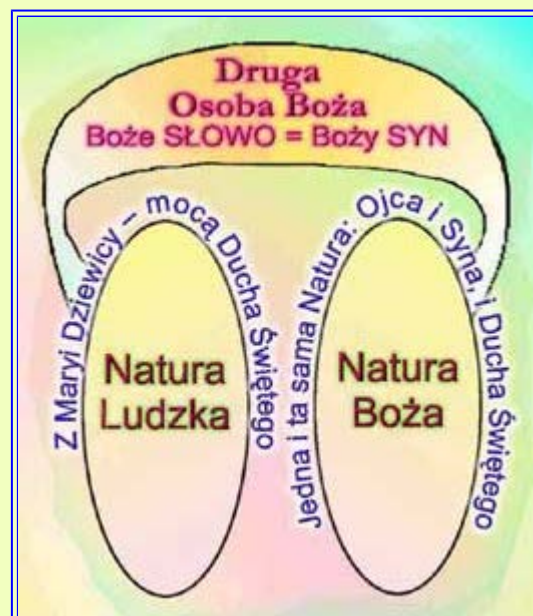 Druga
Osoba Boża
Boże SŁOWO = Boży SYN
Z Maryi Dziewicy – mocą Ducha Świętego
Natura
Ludzka
Jedna i ta sama Natura: Ojca i Syna, i Ducha Świętego
Natura
Boża